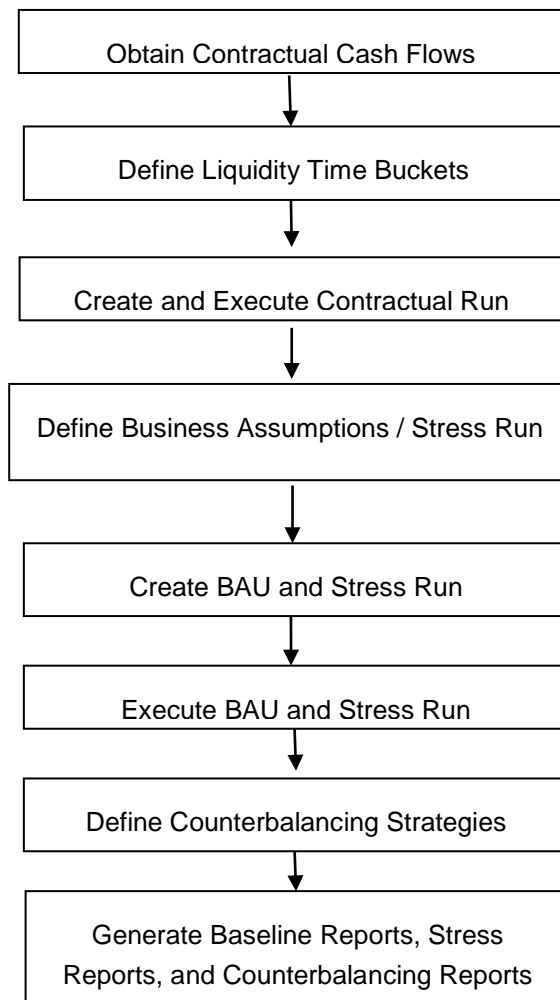 Obtain Contractual Cash Flows
Define Liquidity Time Buckets
Create and Execute Contractual Run
Define Business Assumptions / Stress Run
Create BAU and Stress Run
Execute BAU and Stress Run
Define Counterbalancing Strategies
Generate Baseline Reports, Stress
Reports, and Counterbalancing Reports